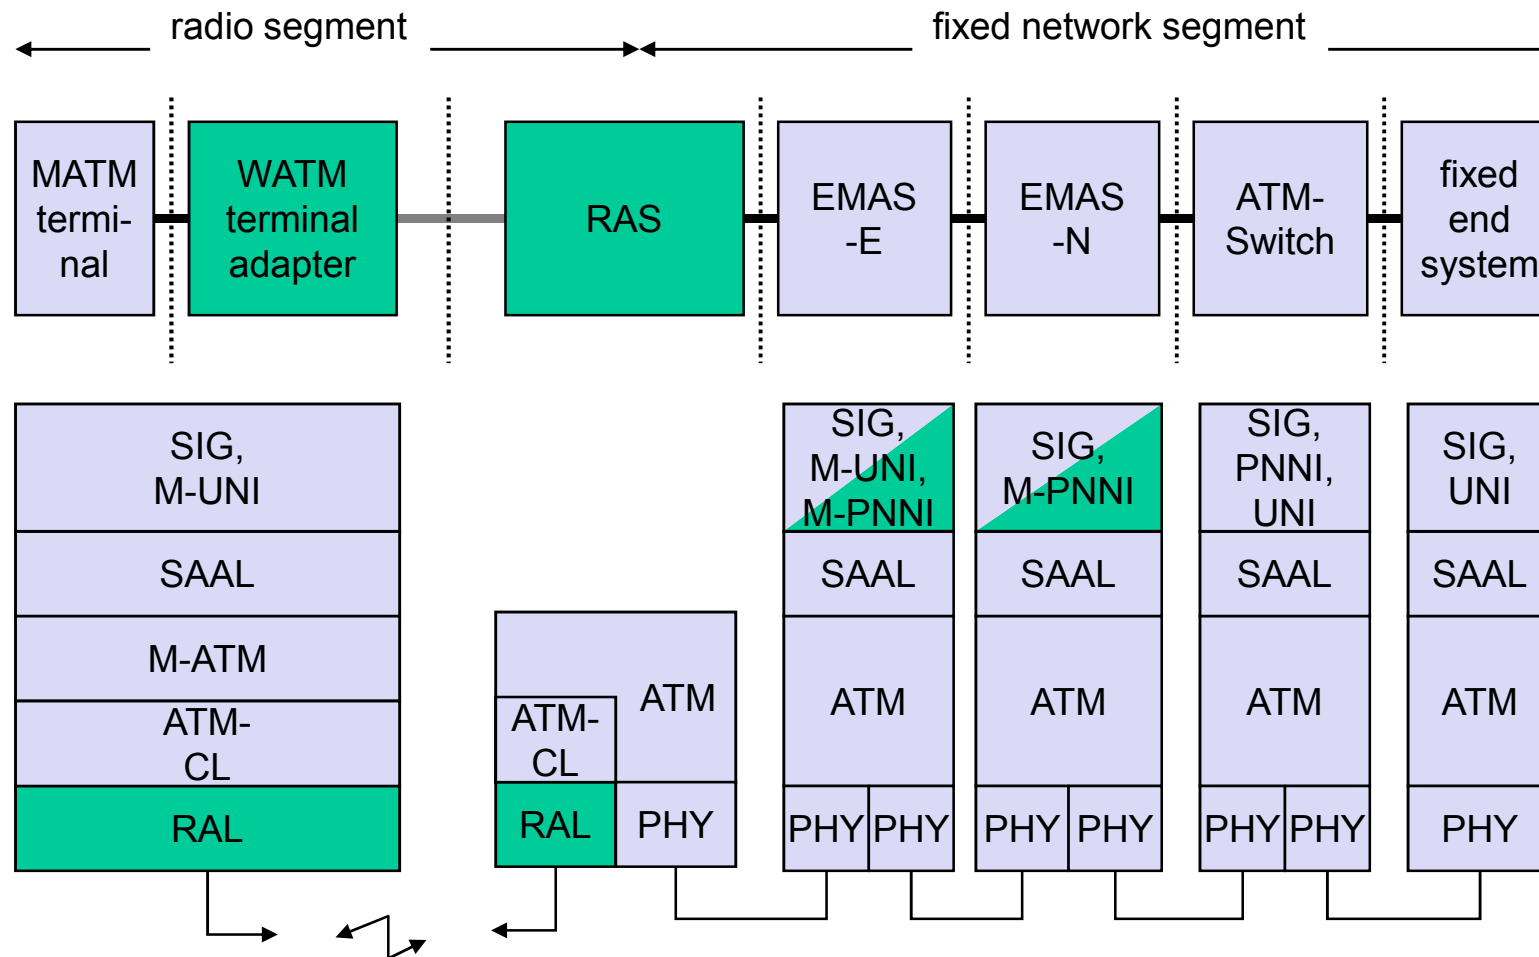 radio segment
fixed network segment
MATM
termi-
nal
WATM
terminal
adapter
RAS
EMAS
-E
EMAS
-N
ATM-
Switch
fixed
end
system
SIG,
M-UNI
SAAL
M-ATM
ATM-
CL
RAL
ATM
ATM-
CL
RAL
PHY
SIG,
M-UNI,
M-PNNI
SAAL
ATM
PHY
PHY
SIG,
M-PNNI
SAAL
ATM
PHY
PHY
SIG,
PNNI,
UNI
SAAL
ATM
PHY
PHY
SIG,
UNI
SAAL
ATM
PHY